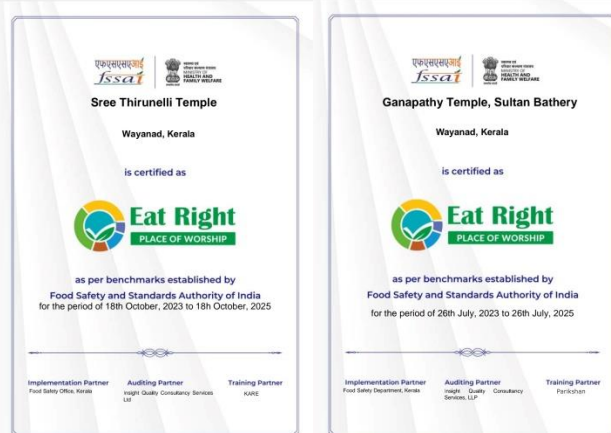 एफएसएसएआई
fssai
MINISTRY OF
HEALTH AND
FAMILY WELFARE
Sree Thirunelli Temple
Wayanad, Kerala
is certified as
Eat Right
PLACE OF WORSHIP
as per benchmarks established by
Food Safety and Standards Authority of India
for the period of 18th October, 2023 to 18th October, 2025
Implementation Partner
Food Safety Office, Kerala
Auditing Partner
Insight Quality Consultancy Services
Ltd
Training Partner
KARE
एफएसएसएआई
fssai
MINISTRY OF
HEALTH AND
FAMILY WELFARE
Ganapathy Temple, Sultan Bathery
Wayanad, Kerala
is certified as
Eat Right
PLACE OF WORSHIP
as per benchmarks established by
Food Safety and Standards Authority of India
for the period of 26th July, 2023 to 26th July, 2025
Implementation Partner
Food Safety Department, Kerala
Auditing Partner
Insight Quality Consultancy
Services, LLP
Training Partner
Parikshan